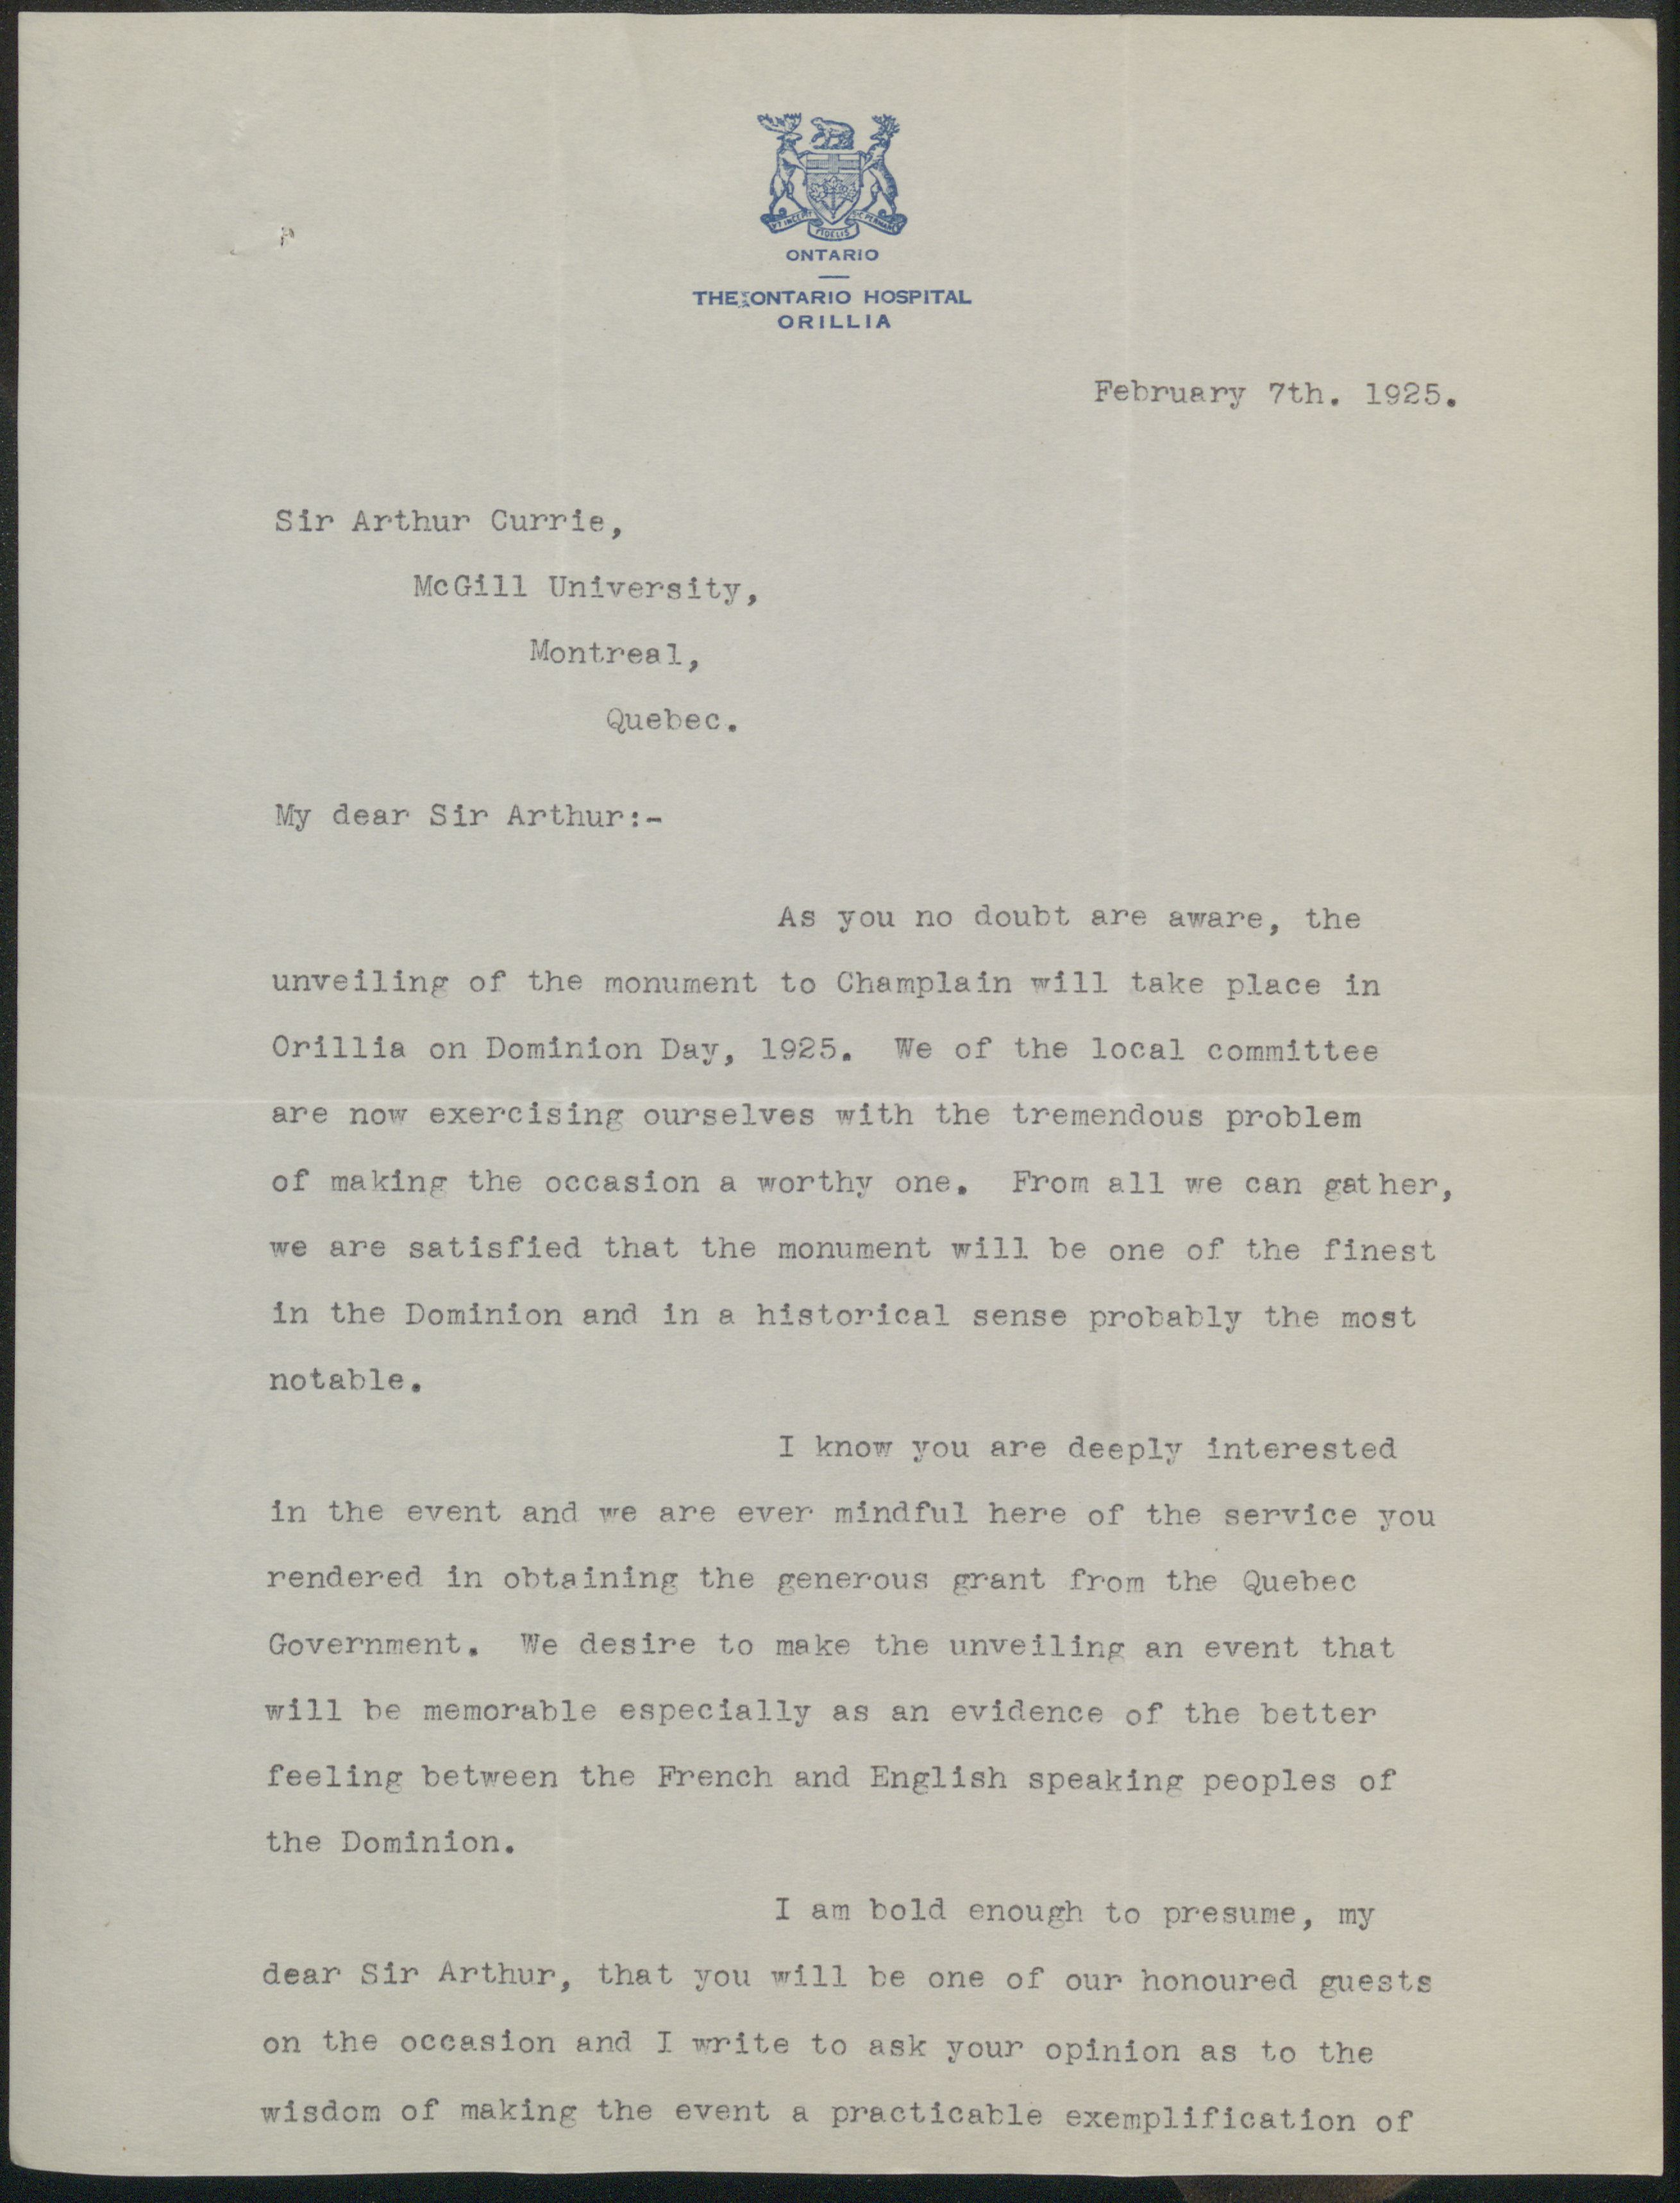 UT INCEPIT SIC PERMANET
FIDELIS
ONTARIO
THE ONTARIO HOSPITAL
ORILLIA
February 7th. 1925.
Sir Arthur Currie,
McGill University,
Montreal,
Quebec.
My dear Sir Arthur:-
As you no doubt are aware, the
unveiling of the monument to Champlain will take place in
Orillia on Dominion Day, 1925. We of the local committee
are now exercising ourselves with the tremendous problem
of making the occasion a worthy one. From all we can gather,
we are satisfied that the monument will be one of the finest
in the Dominion and in a historical sense probably the most
notable.
I know you are deeply interested
in the event and we are ever mindful here of the service you
rendered in obtaining the generous grant from the Quebec
Government. We desire to make the unveiling an event that
will be memorable especially as an evidence of the better
feeling between the French and English speaking peoples of
the Dominion.
I am bold enough to presume, my
dear Sir Arthur, that you will be one of our honoured guests
on the occasion and I write to ask your opinion as to the
wisdom of making the event a practicable exemplification of